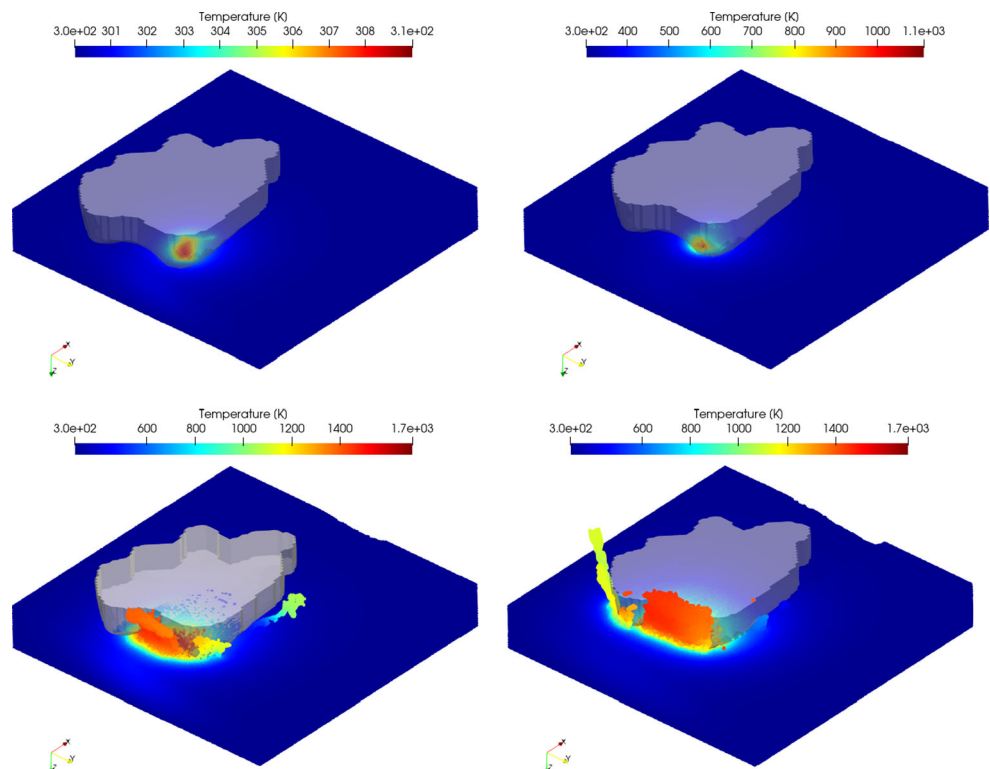 Temperature (K)
3.0e+02 301 302 303 304 305 306 307 308 3.1e+02
Temperature (K)
3.0e+02 400 500 600 700 800 900 1000 1.1e+03
X
Y
Z
X
Y
Z
Temperature (K)
3.0e+02 600 800 1000 1200 1400 1.7e+03
Temperature (K)
3.0e+02 600 800 1000 1200 1400 1.7e+03
X
Y
Z
X
Y
Z